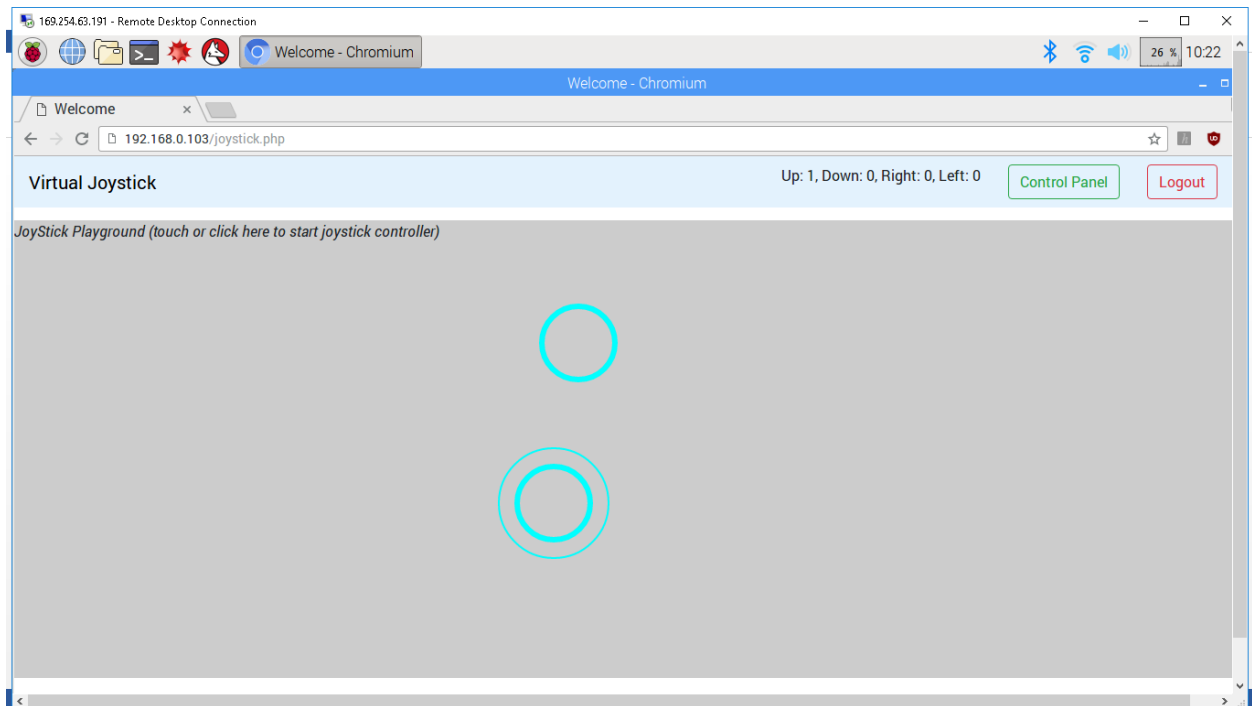 169.254.63.191 - Remote Desktop Connection
Welcome - Chromium
26 % 10:22
Welcome - Chromium
Welcome
192.168.0.103/joystick.php
Virtual Joystick
Up: 1, Down: 0, Right: 0, Left: 0
Control Panel
Logout
JoyStick Playground (touch or click here to start joystick controller)